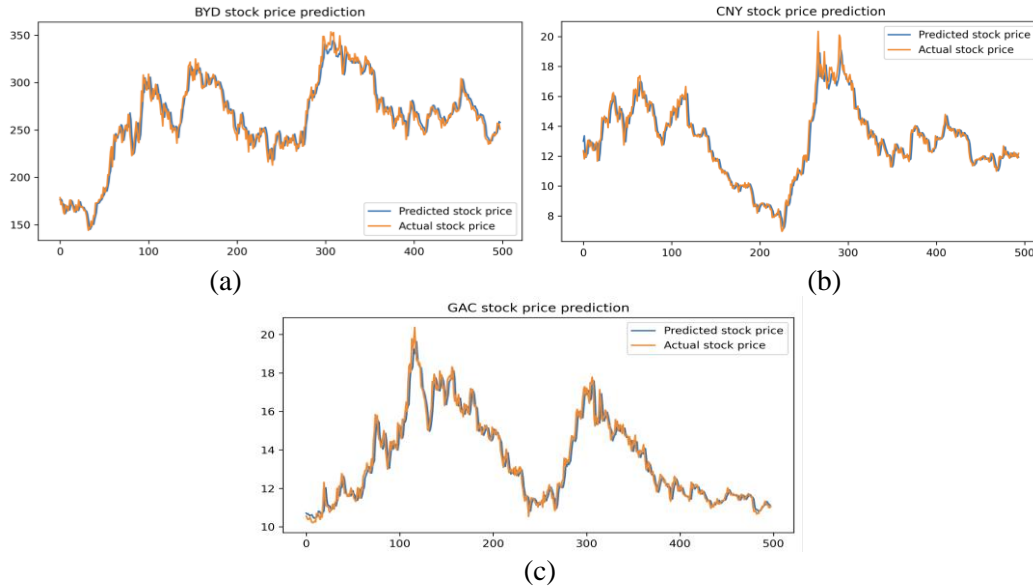 BYD stock price prediction
350
300
250
200
150
Predicted stock price
Actual stock price
0 100 200 300 400 500
(a)
CNY stock price prediction
20
18
16
14
12
10
8
Predicted stock price
Actual stock price
0 100 200 300 400 500
(b)
GAC stock price prediction
20
18
16
14
12
10
Predicted stock price
Actual stock price
0 100 200 300 400 500
(c)